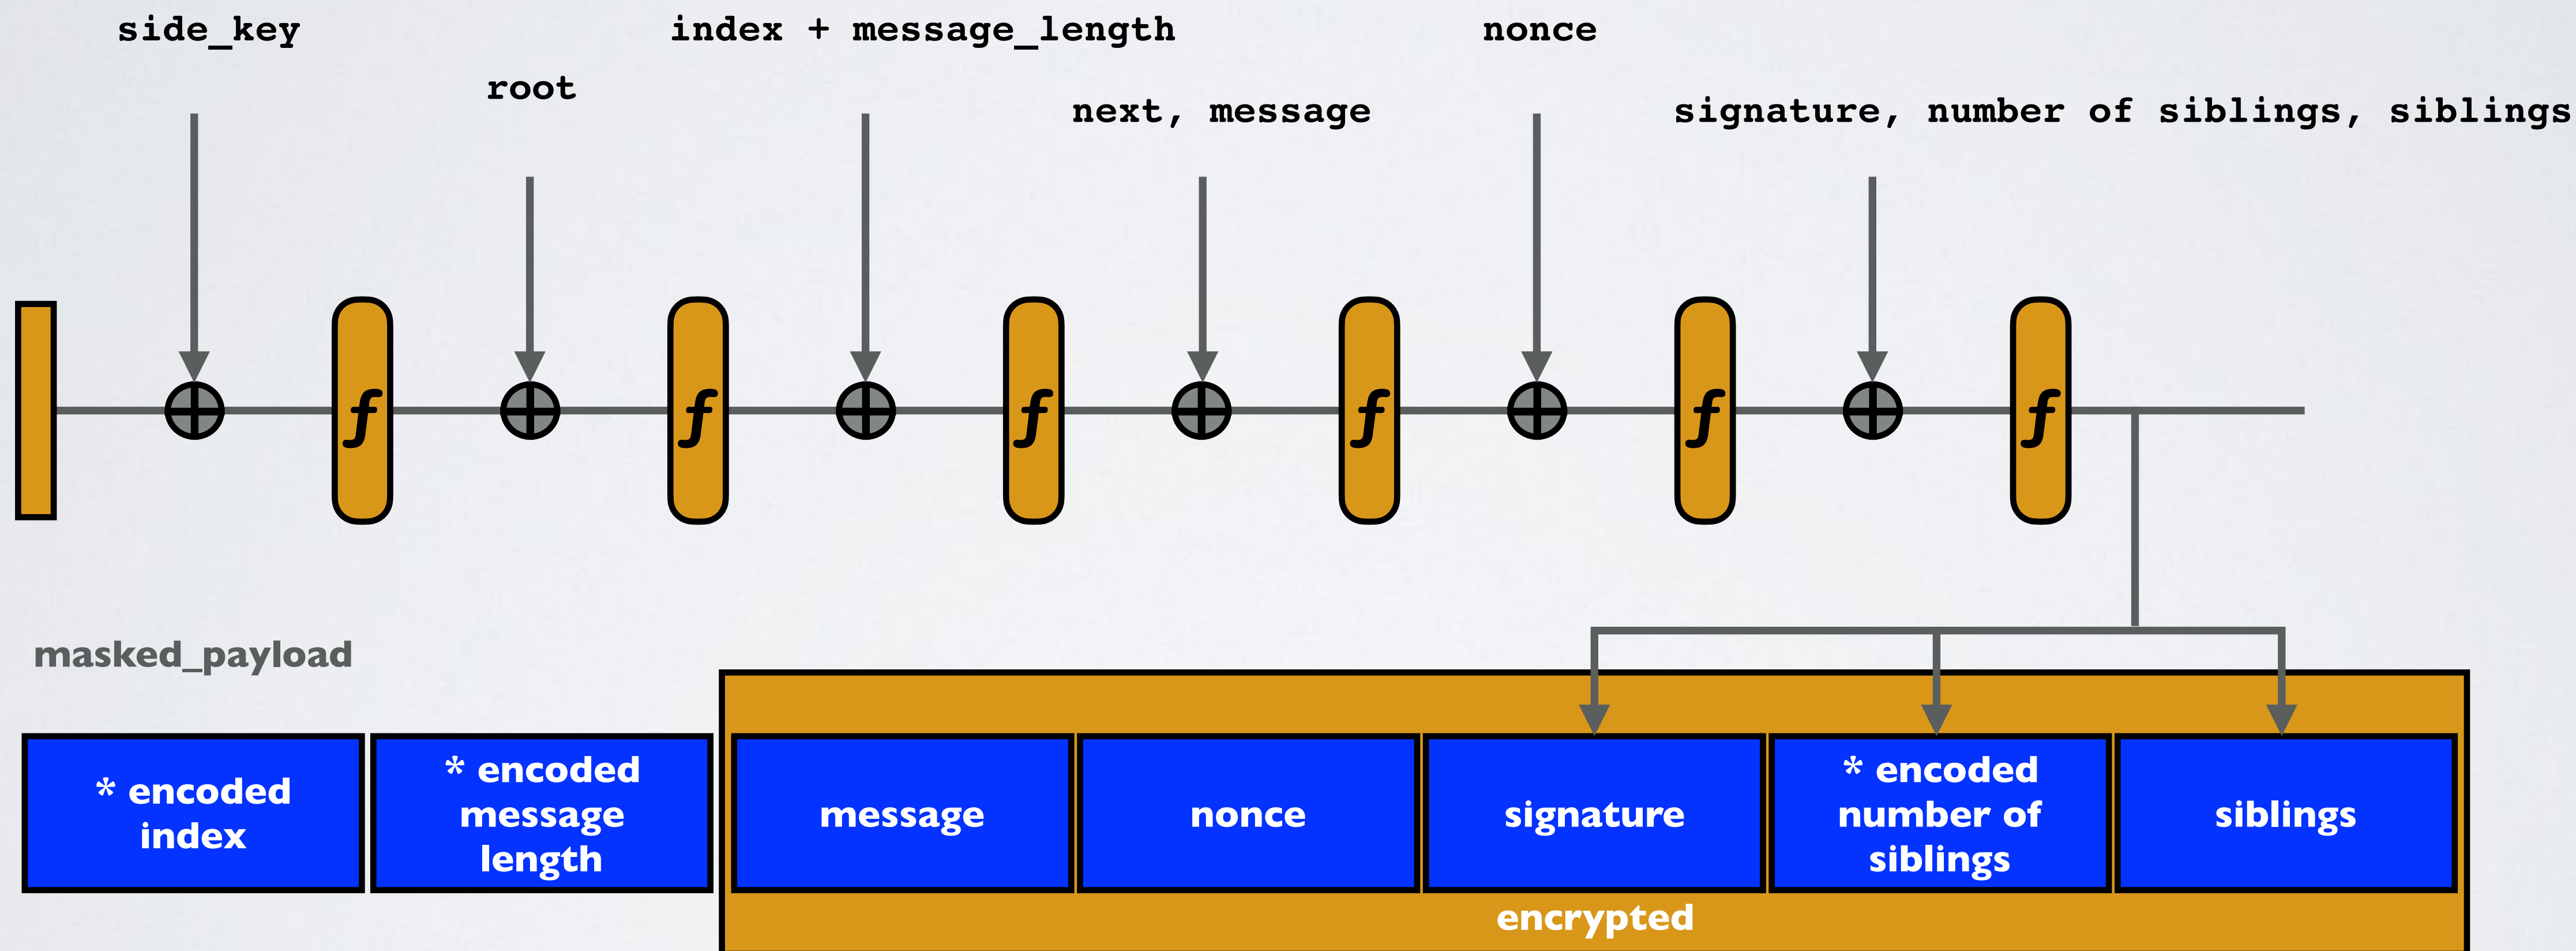 side_key
index + message_length
nonce
root
next, message
signature, number of siblings, siblings
f
f
f
f
f
f
masked_payload
* encoded
index
* encoded
message
length
message
nonce
signature
* encoded
number of
siblings
siblings
encrypted